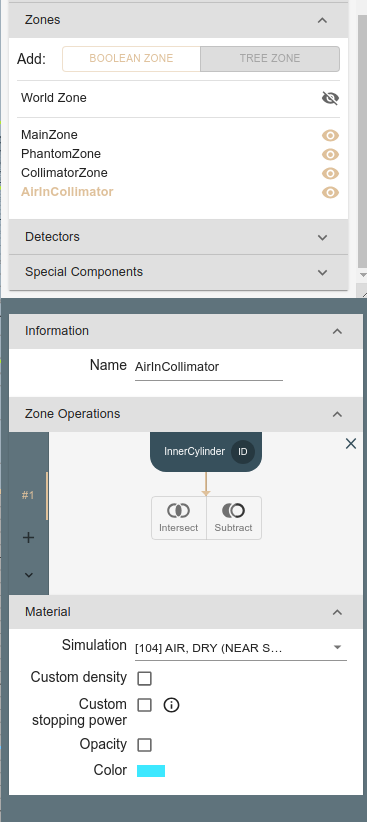 Zones
Add: BOOLEAN ZONE TREE ZONE
World Zone
MainZone
PhantomZone
CollimatorZone
AirInCollimator
Detectors
Special Components
Information
Name AirInCollimator
Zone Operations
InnerCylinder ID
#1
Intersect Subtract
Material
Simulation [104] AIR, DRY (NEAR S...
Custom density
Custom
stopping power
Opacity
Color